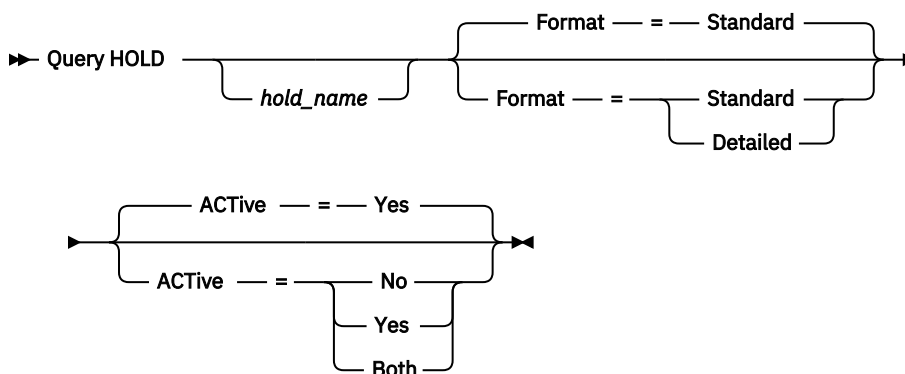 Format = Standard
Query HOLD
hold_name
Format = Standard
Detailed
ACTive = Yes
ACTive = No
Yes
Both